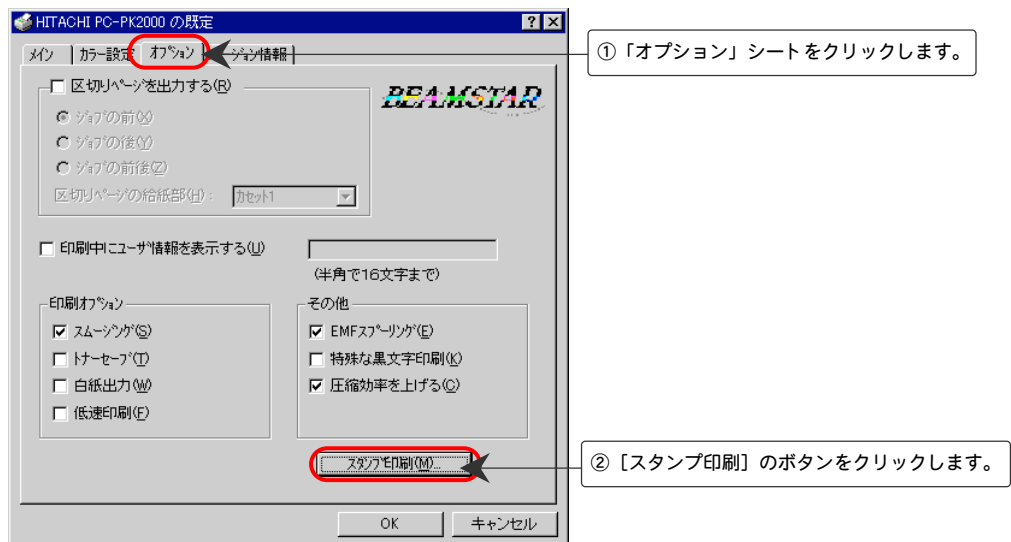 HITACHI PC-PK2000 の既定
メイン カラー設定 オプション ージョン情報
①「オプション」シートをクリックします。
区切りページを出力する(R)
BEAMSTAR
ジョブの前(X)
ジョブの後(Y)
ジョブの前後(Z)
区切りページの給紙部(H): カセット1
印刷中にユーザ情報を表示する(U)
(半角で16文字まで)
印刷オプション
スムージング(S)
トナーセーブ(T)
白紙出力(W)
低速印刷(F)
その他
EMFスプーリング(E)
特殊な黒文字印刷(K)
圧縮効率を上げる(C)
スタンプ印刷(M)...
②[スタンプ印刷]のボタンをクリックします。
OK キャンセル